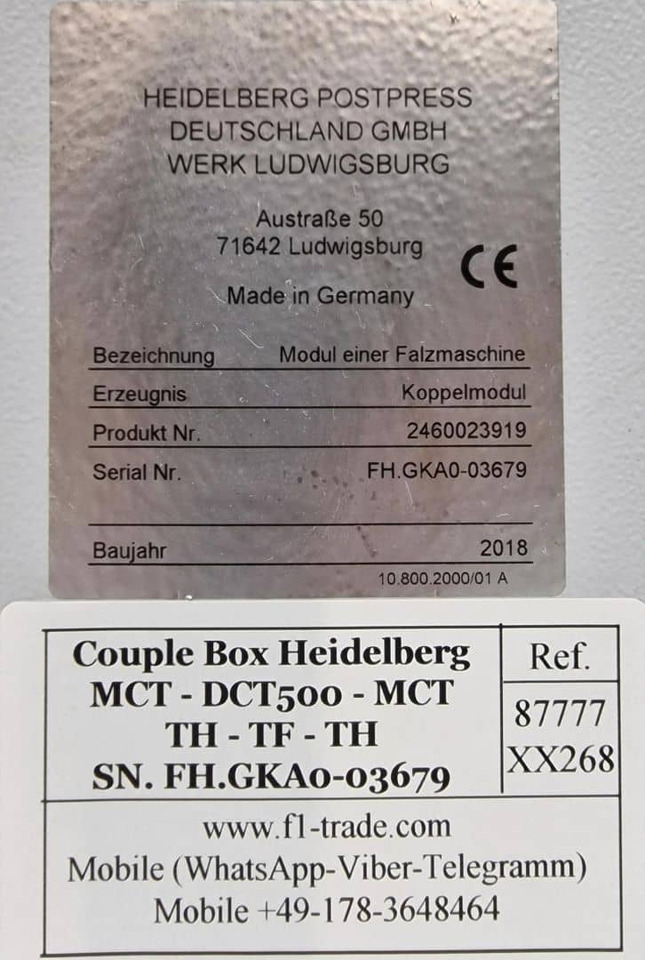 HEIDELBERG POSTPRESS
DEUTSCHLAND GMBH
WERK LUDWIGSBURG
Austraße 50
71642 Ludwigsburg
CE
Made in Germany
Bezeichnung Modul einer Falzmaschine
Erzeugnis Koppelmodul
Produkt Nr. 2460023919
Serial Nr. FH.GKA0-03679
Baujahr 2018
10.800.2000/01 A
Couple Box Heidelberg
MCT - DCT500 - MCT
TH - TF - TH
SN. FH.GKA0-03679
Ref.
87777
XX268
www.f1-trade.com
Mobile (WhatsApp-Viber-Telegramm)
Mobile +49-178-3648464